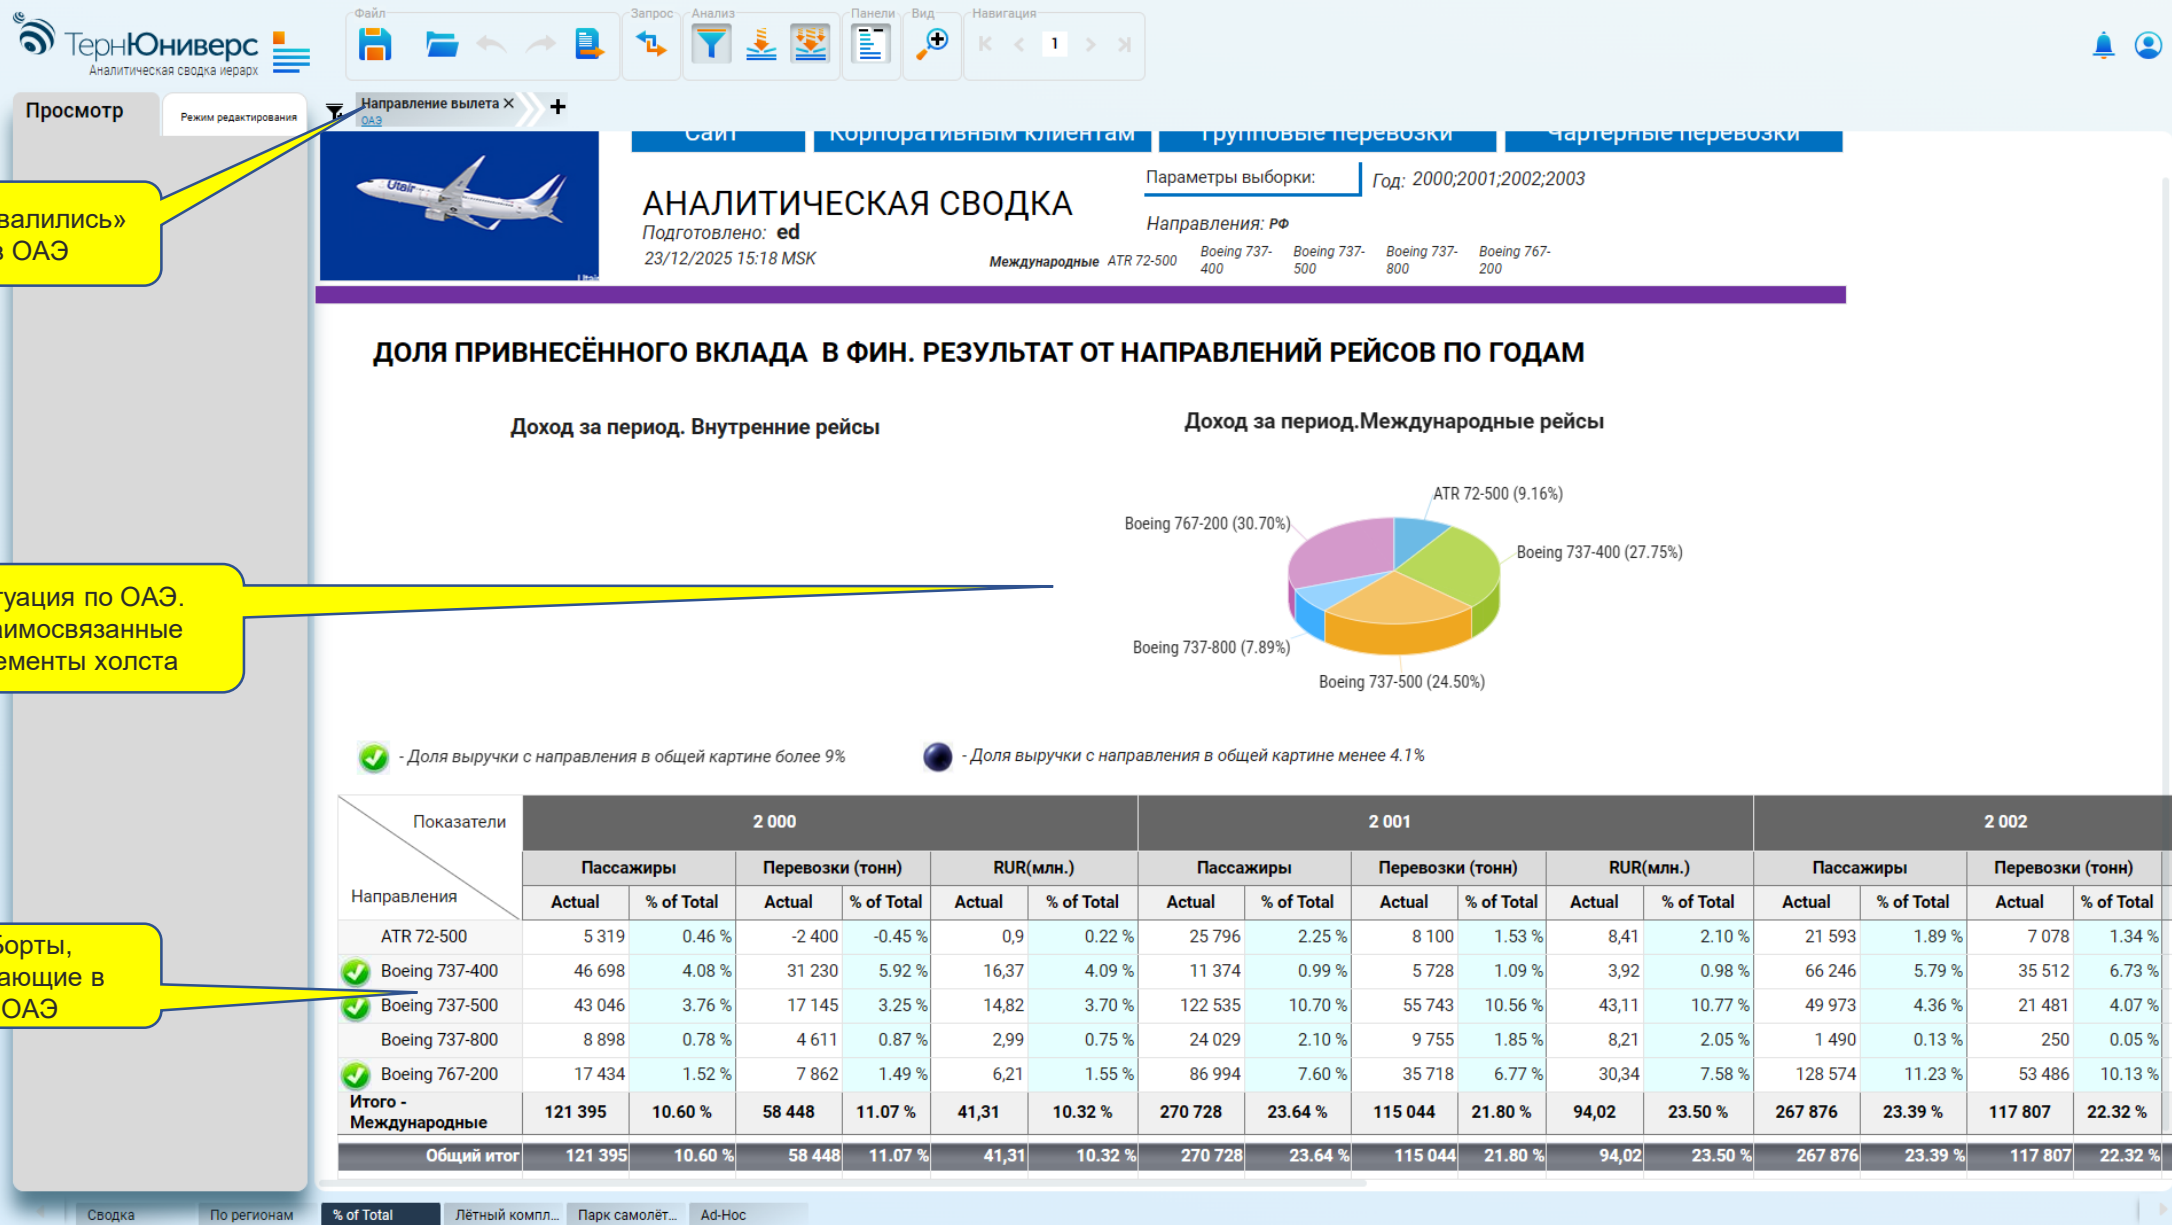 Файл
Запрос
Анализ
Панели
Вид
Навигация
ТернЮниверс
Аналитическая сводка иерарх
1
Просмотр
Режим редактирования
Направление вылета ×
ОАЭ
Сайт
Корпоративным клиентам
Групповые перевозки
Чартерные перевозки
Utair
Utair
АНАЛИТИЧЕСКАЯ СВОДКА
Подготовлено: ed
23/12/2025 15:18 MSK
Параметры выборки:
Год: 2000;2001;2002;2003
Направления: РФ
Международные ATR 72-500 Boeing 737-400 Boeing 737-500 Boeing 737-800 Boeing 767-200
валились»
в ОАЭ
ДОЛЯ ПРИВНЕСЁННОГО ВКЛАДА В ФИН. РЕЗУЛЬТАТ ОТ НАПРАВЛЕНИЙ РЕЙСОВ ПО ГОДАМ
Доход за период. Внутренние рейсы
Доход за период.Международные рейсы
ATR 72-500 (9.16%)
Boeing 767-200 (30.70%)
Boeing 737-400 (27.75%)
Boeing 737-800 (7.89%)
Boeing 737-500 (24.50%)
туация по ОАЭ.
аимосвязанные
ементы холста
- Доля выручки с направления в общей картине более 9%
- Доля выручки с направления в общей картине менее 4.1%
Показатели 2 000 2 001 2 002
Пассажиры Перевозки (тонн) RUR(млн.) Пассажиры Перевозки (тонн) RUR(млн.) Пассажиры Перевозки (тонн)
Направления Actual % of Total Actual % of Total Actual % of Total Actual % of Total Actual % of Total Actual % of Total Actual % of Total Actual % of Total
ATR 72-500 5 319 0.46 % -2 400 -0.45 % 0,9 0.22 % 25 796 2.25 % 8 100 1.53 % 8,41 2.10 % 21 593 1.89 % 7 078 1.34 %
Boeing 737-400 46 698 4.08 % 31 230 5.92 % 16,37 4.09 % 11 374 0.99 % 5 728 1.09 % 3,92 0.98 % 66 246 5.79 % 35 512 6.73 %
Boeing 737-500 43 046 3.76 % 17 145 3.25 % 14,82 3.70 % 122 535 10.70 % 55 743 10.56 % 43,11 10.77 % 49 973 4.36 % 21 481 4.07 %
Boeing 737-800 8 898 0.78 % 4 611 0.87 % 2,99 0.75 % 24 029 2.10 % 9 755 1.85 % 8,21 2.05 % 1 490 0.13 % 250 0.05 %
Boeing 767-200 17 434 1.52 % 7 862 1.49 % 6,21 1.55 % 86 994 7.60 % 35 718 6.77 % 30,34 7.58 % 128 574 11.23 % 53 486 10.13 %
Итого -
Международные 121 395 10.60 % 58 448 11.07 % 41,31 10.32 % 270 728 23.64 % 115 044 21.80 % 94,02 23.50 % 267 876 23.39 % 117 807 22.32 %
Общий итог 121 395 10.60 % 58 448 11.07 % 41,31 10.32 % 270 728 23.64 % 115 044 21.80 % 94,02 23.50 % 267 876 23.39 % 117 807 22.32 %
Борты,
ающие в
ОАЭ
Сводка
По регионам
% of Total
Лётный компл...
Парк самолёт...
Ad-Hoc